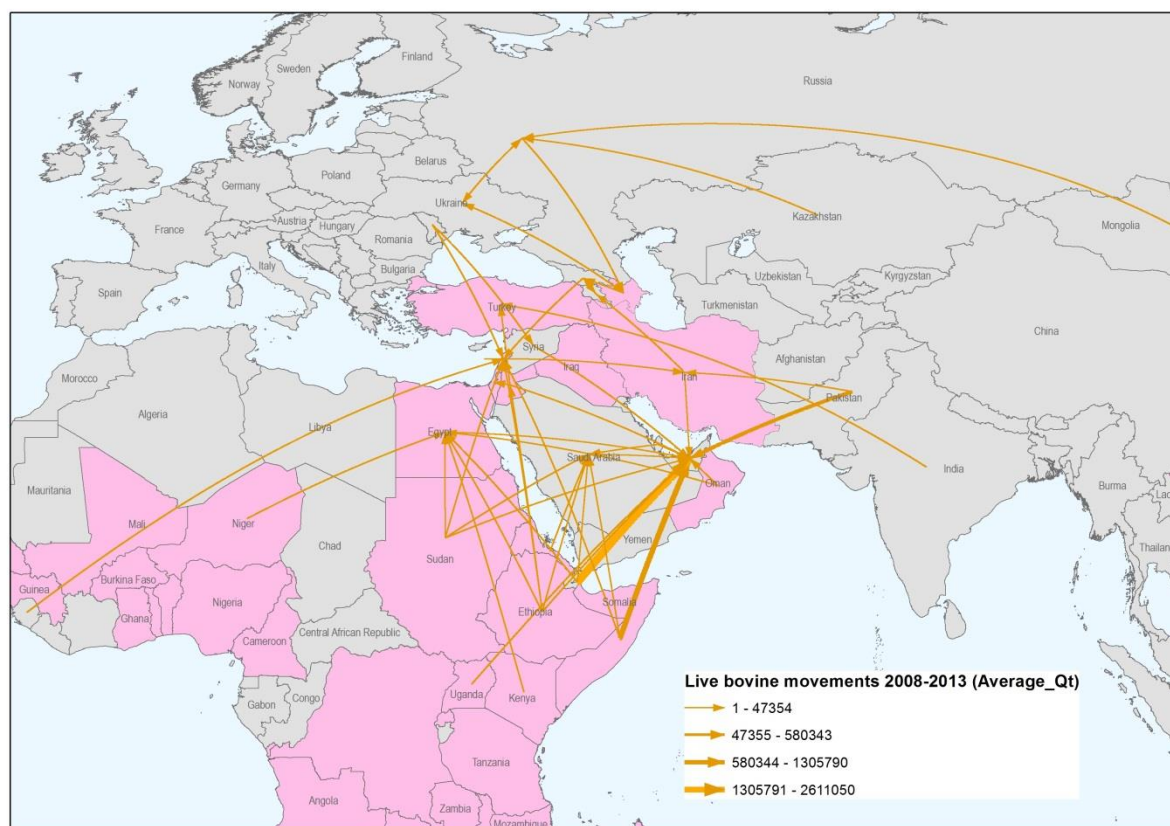 Finland
Sweden
Norway
Russia
Belarus
Germany
Poland
Ukraine
Kazakhstan
Mongolia
Austria
Hungary
France
Romania
Italy
Bulgaria
Uzbekistan
Kyrgyzstan
Spain
Turkey
Turkmenistan
China
Syria
Afghanistan
Morocco
Iraq
Iran
Algeria
Pakistan
Libya
Egypt
Saudi Arabia
India
Mauritania
Oman
Burma
Mali
Niger
Chad
Yemen
Thailand
Sudan
Burkina Faso
Guinea
Nigeria
Somalia
Ghana
Ethiopia
Central African Republic
Cameroon
Uganda
Kenya
Gabon
Congo
Tanzania
Angola
Zambia
Mozambique
Live bovine movements 2008-2013 (Average_Qt)
1 - 47354
47355 - 580343
580344 - 1305790
1305791 - 2611050